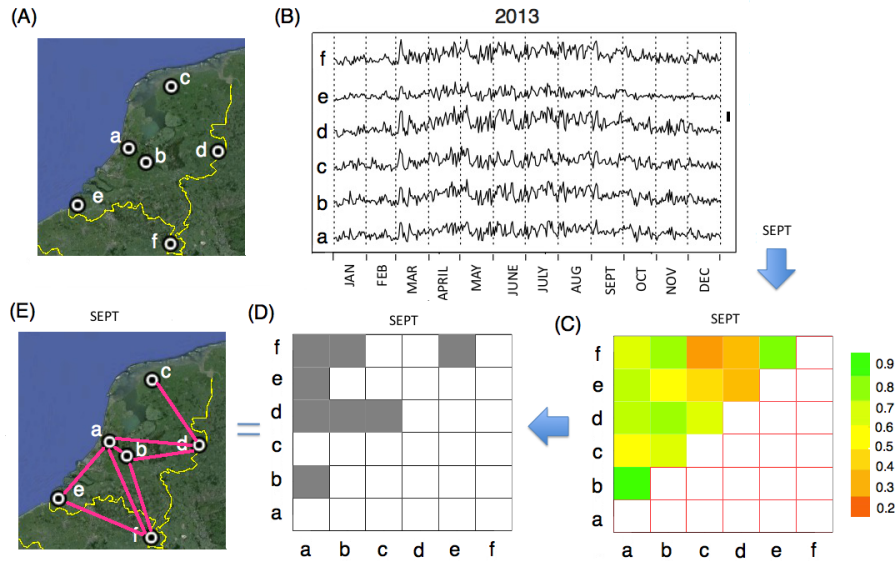 (A)
c
a
b
d
e
f
(B)
2013
f
e
d
c
b
a
JAN
FEB
MAR
APRIL
MAY
JUNE
JULY
AUG
SEPT
OCT
NOV
DEC
SEPT
(E)
SEPT
c
a
b
d
e
f
=
(D)
SEPT
f
e
d
c
b
a
a b c d e f
(C)
SEPT
f
e
d
c
b
a
a b c d e f
0.9
0.8
0.7
0.6
0.5
0.4
0.3
0.2